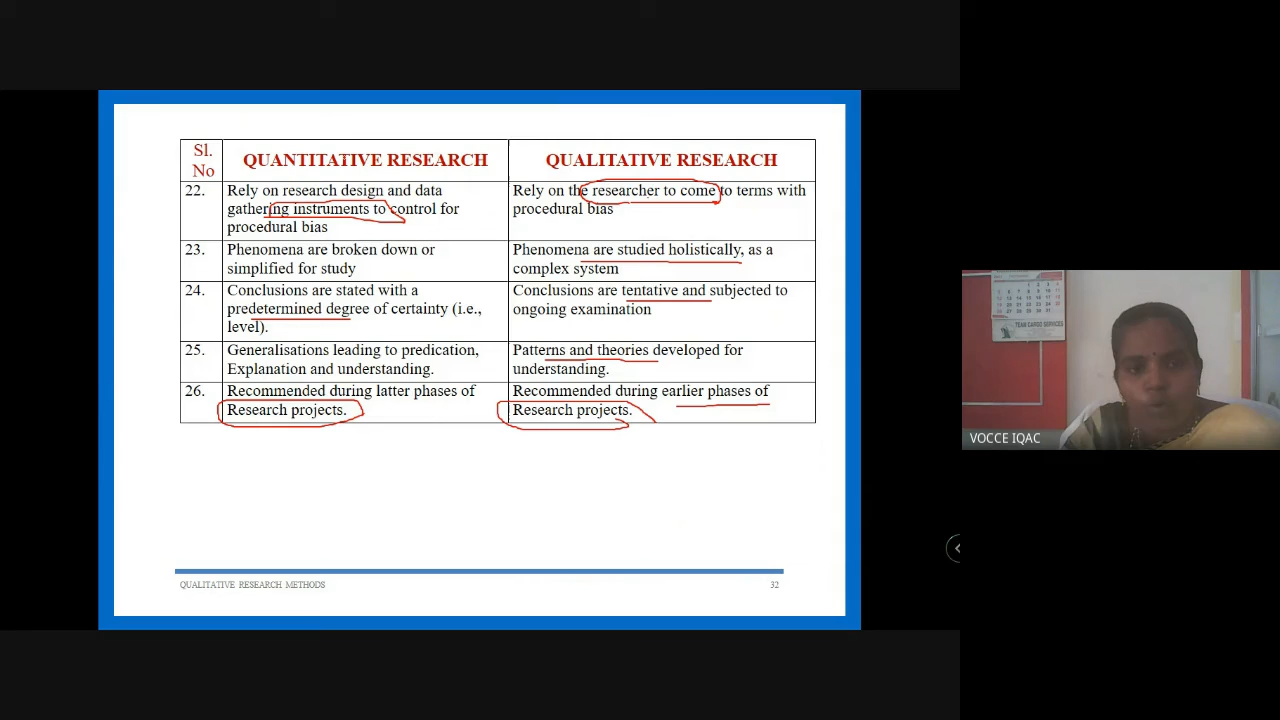 Sl.
No
QUANTITATIVE RESEARCH
QUALITATIVE RESEARCH
22.
Rely on research design and data
gathering instruments to control for
procedural bias
Rely on the researcher to come to terms with
procedural bias
23.
Phenomena are broken down or
simplified for study
Phenomena are studied holistically, as a
complex system
24.
Conclusions are stated with a
predetermined degree of certainty (i.e.,
level).
Conclusions are tentative and subjected to
ongoing examination
25.
Generalisations leading to predication,
Explanation and understanding.
Patterns and theories developed for
understanding.
26.
Recommended during latter phases of
Research projects.
Recommended during earlier phases of
Research projects.
QUALITATIVE RESEARCH METHODS
32
TEAM CARGO SERVICES
VOCCE IQAC